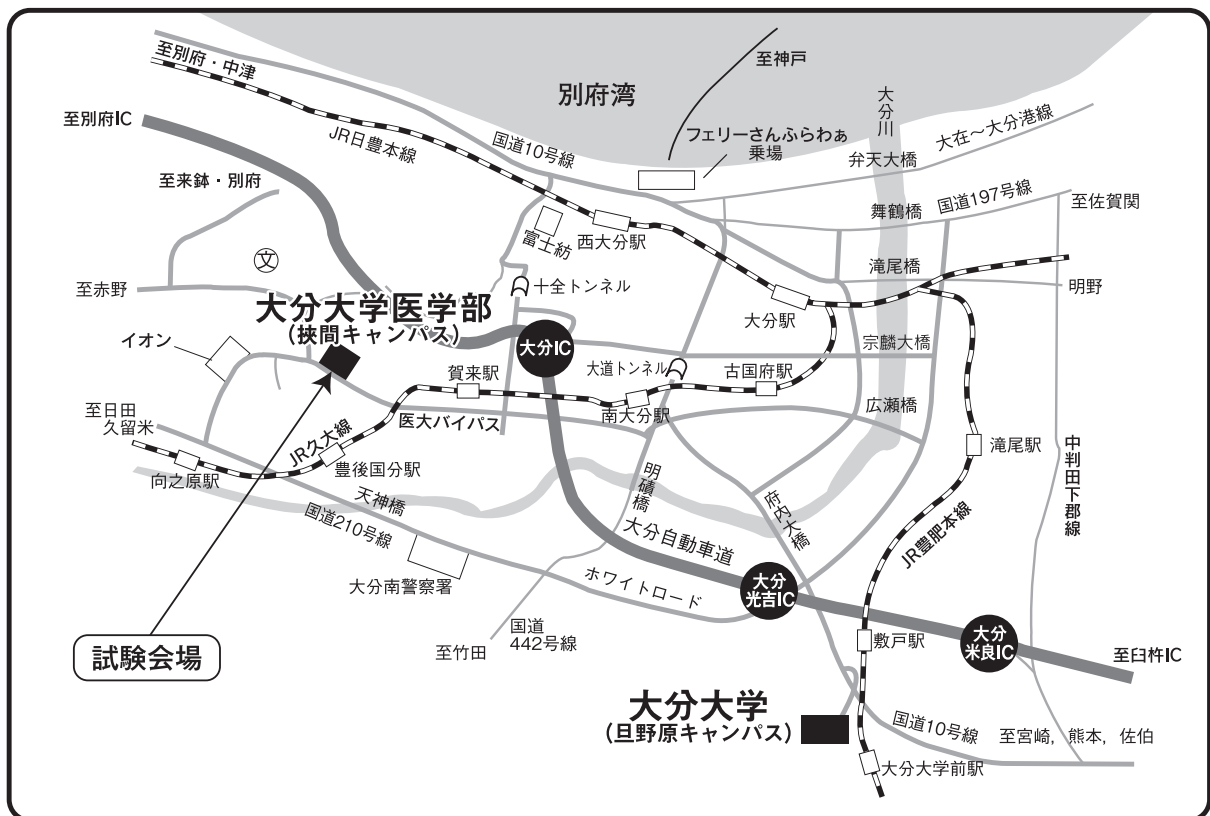 至別府・中津
至神戸
別府湾
大分川
至別府IC
JR日豊本線
国道10号線
フェリーさんふらわぁ
乗場
大在〜大分港線
弁天大橋
至来鉢・別府
舞鶴橋
国道197号線
至佐賀関
富士紡
西大分駅
文
滝尾橋
至赤野
十全トンネル
明野
大分大学医学部
(挾間キャンパス)
大分駅
イオン
大分IC
宗麟大橋
大道トンネル
賀来駅
古国府駅
至日田
久留米
医大バイパス
南大分駅
広瀬橋
JR久大線
滝尾駅
向之原駅
豊後国分駅
明磧橋
中判田下郡線
天神橋
府内大橋
国道210号線
大分自動車道
JR豊肥本線
大分南警察署
ホワイトロード
大分
光吉IC
国道
442号線
至竹田
敷戸駅
大分
米良IC
至臼杵IC
試験会場
大分大学
(旦野原キャンパス)
国道10号線
至宮崎，熊本，佐伯
大分大学前駅